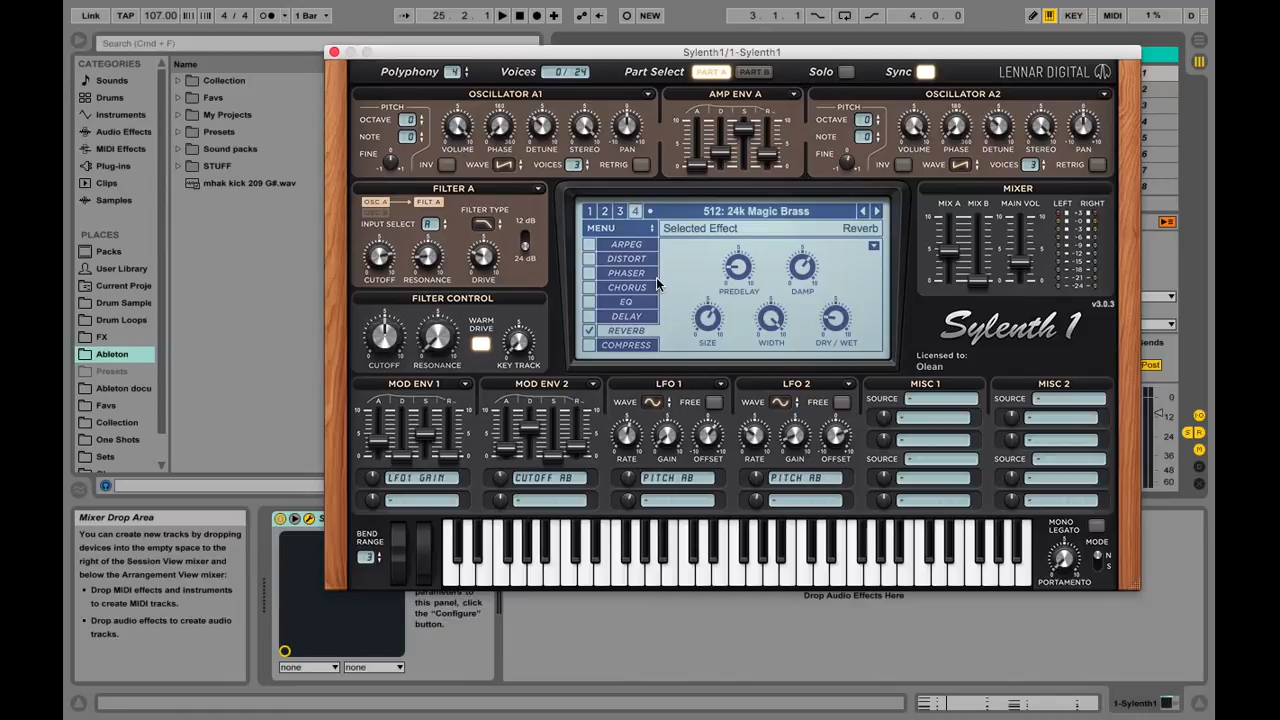 Link TAP 107.00 4 / 4 1 Bar 25. 2. 1 NEW 3. 1. 1 4. 0. 0 KEY MIDI 1 % D
Search (Cmd + F)
Sylenth1/1-Sylenth1
CATEGORIES
Sounds
Drums
Instruments
Audio Effects
MIDI Effects
Plug-ins
Clips
Samples
PLACES
Packs
User Library
Current Proje
Drum Sample
Drum Loops
FX
Ableton
Presets
Ableton docu
Favs
Collection
One Shots
Sets
Name
Collection
Favs
My Projects
Presets
Sound packs
STUFF
mhak kick 209 G#.wav
Polyphony 4 Voices 0/ 24 Part Select PART A PART B Solo Sync LENNAR DIGITAL
OSCILLATOR A1
PITCH
OCTAVE 0
NOTE 0
FINE
VOLUME PHASE DETUNE STEREO PAN
INV WAVE VOICES 3 RETRIG
AMP ENV A
A D S R
OSCILLATOR A2
PITCH
OCTAVE 0
NOTE 0
FINE
VOLUME PHASE DETUNE STEREO PAN
INV WAVE VOICES 3 RETRIG
FILTER A
OSC A FILT A
INPUT SELECT A
FILTER TYPE
12 dB
24 dB
CUTOFF RESONANCE DRIVE
FILTER CONTROL
WARM DRIVE
CUTOFF RESONANCE KEY TRACK
1 2 3 4 512: 24k Magic Brass
MENU Selected Effect Reverb
ARPEG
DISTORT
PHASER
CHORUS
EQ
DELAY
REVERB
COMPRESS
PREDELAY DAMP
SIZE WIDTH DRY / WET
MIXER
MIX A MIX B MAIN VOL LEFT RIGHT
v3.0.3
Sylenth1
Licensed to:
Olean
MOD ENV 1
A D S R
LFO1 GAIN
MOD ENV 2
A D S R
CUTOFF AB
LFO 1
WAVE FREE
RATE GAIN OFFSET
PITCH AB
LFO 2
WAVE FREE
RATE GAIN OFFSET
PITCH AB
MISC 1
SOURCE
SOURCE
MISC 2
SOURCE
SOURCE
BEND
RANGE
3
MONO
LEGATO
MODE
N
S
PORTAMENTO
ends
Post
0
12
24
36
48
60
S R
M
D
Mixer Drop Area
You can create new tracks by dropping
devices into the empty space to the
right of the Session View mixer and
below the Arrangement View mixer:
Drop MIDI effects and instruments
to create MIDI tracks.
Drop audio effects to create audio
tracks.
parameters to
this panel, click
the “Configure”
button.
none none
Drop Audio Effects Here
1-Sylenth1